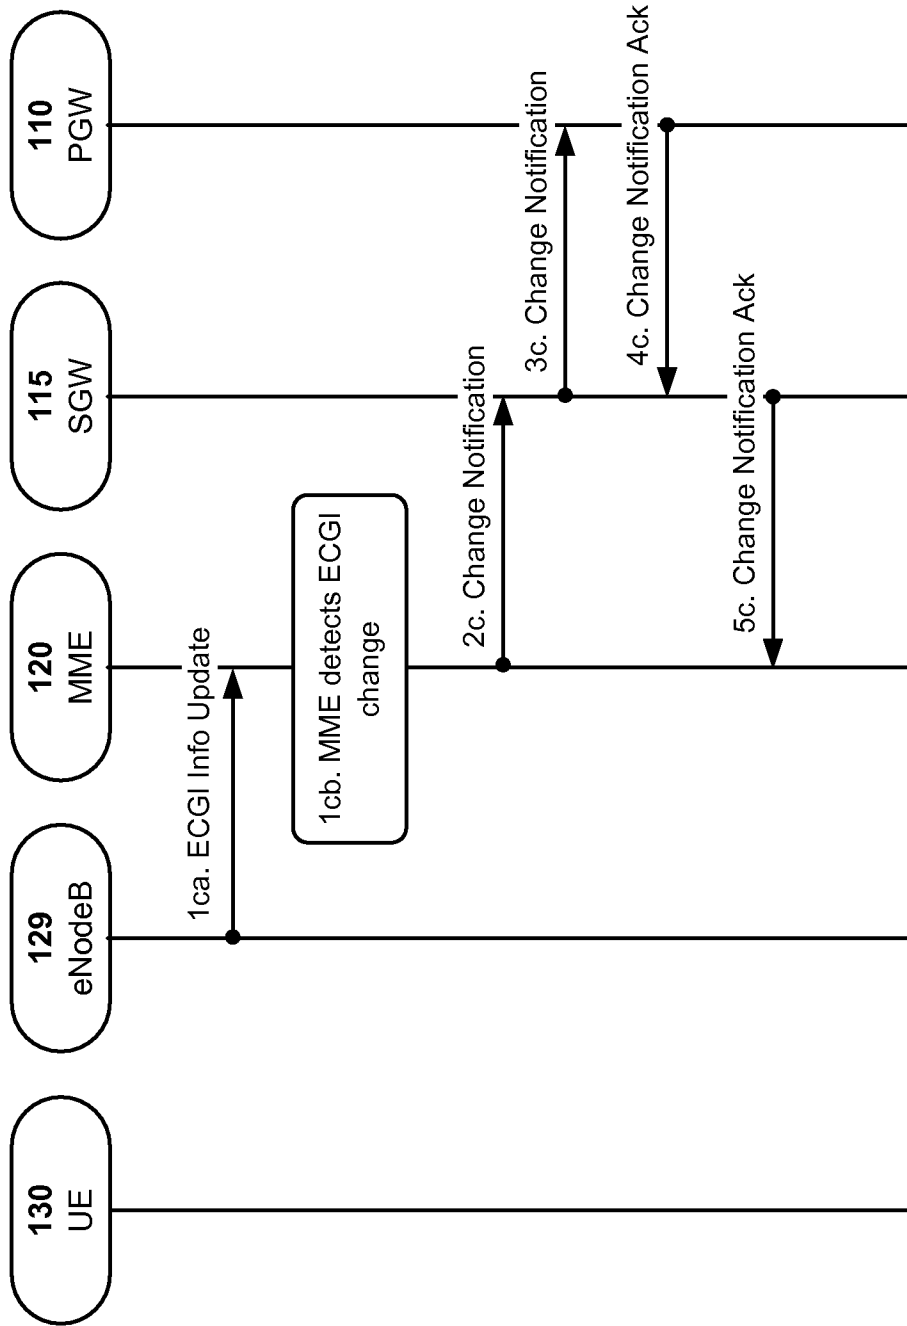 130
UE
129
eNodeB
120
MME
115
SGW
110
PGW
1ca. ECGI Info Update
1cb. MME detects ECGI
change
2c. Change Notification
3c. Change Notification
4c. Change Notification Ack
5c. Change Notification Ack